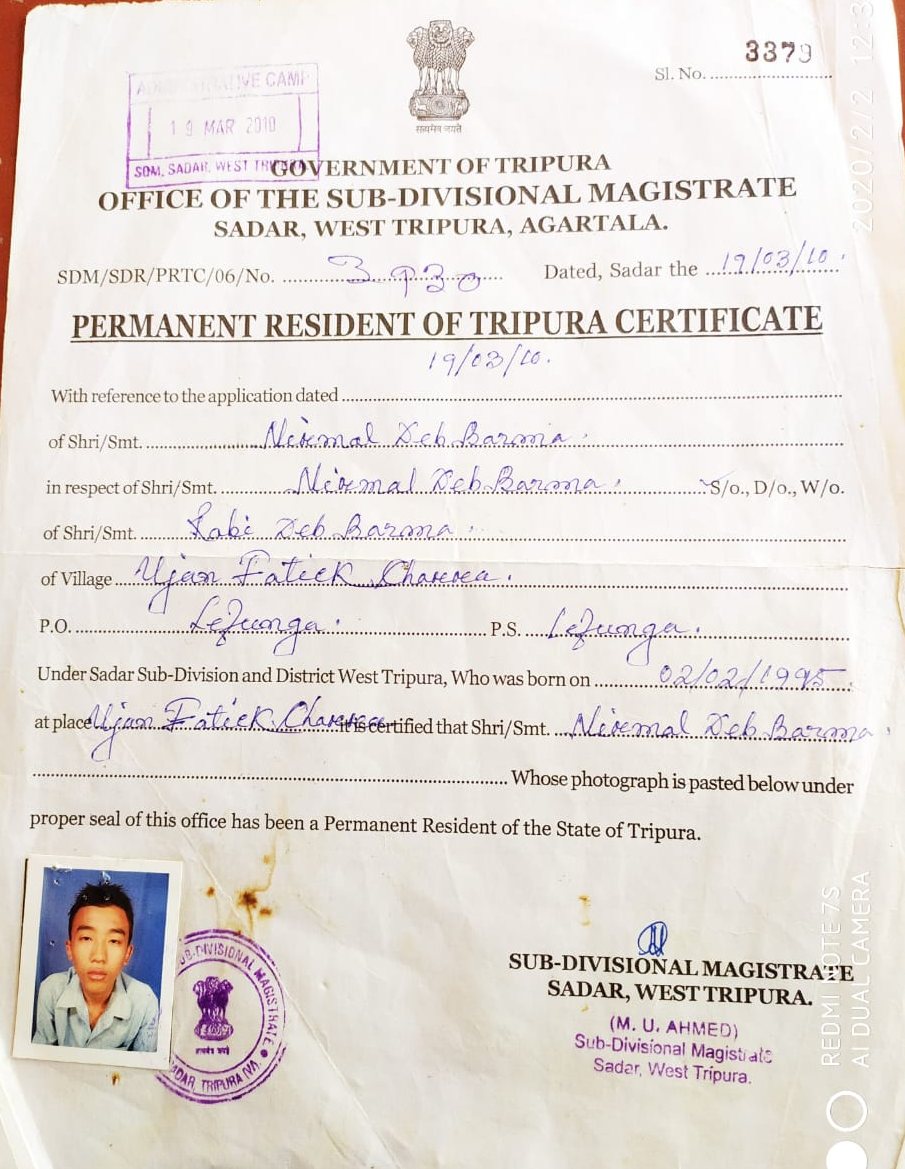 3379
Sl. No. ..............................
ADMINISTRATIVE CAMP
19 MAR 2010
SDM, SADAR, WEST TRIPURA
सत्यमेव जयते
GOVERNMENT OF TRIPURA
OFFICE OF THE SUB-DIVISIONAL MAGISTRATE
SADAR, WEST TRIPURA, AGARTALA.
SDM/SDR/PRTC/06/No. ........................ Dated, Sadar the ...19/03/10.
PERMANENT RESIDENT OF TRIPURA CERTIFICATE
19/03/10.
With reference to the application dated ........................
of Shri/Smt. .......... Nirmal Deb Barma.
in respect of Shri/Smt. .......... Nirmal Deb Barma. .......... S/o., D/o., W/o.
of Shri/Smt. .......... Rabi Deb Barma.
of Village ... Ujan Fatick Charra.
P.O. .......... Lefunga. .......... P.S. ... Lefunga.
Under Sadar Sub-Division and District West Tripura, Who was born on .......... 02/02/1995.
at place Ujan Fatick Charra it is certified that Shri/Smt. ... Nirmal Deb Barma.
........................ Whose photograph is pasted below under
proper seal of this office has been a Permanent Resident of the State of Tripura.
SUB-DIVISIONAL MAGISTRATE
SADAR, TRIPURA (W)
SUB-DIVISIONAL MAGISTRATE
SADAR, WEST TRIPURA.
(M. U. AHMED)
Sub-Divisional Magistrate
Sadar, West Tripura.
REDMI NOTE 7S
AI DUAL CAMERA